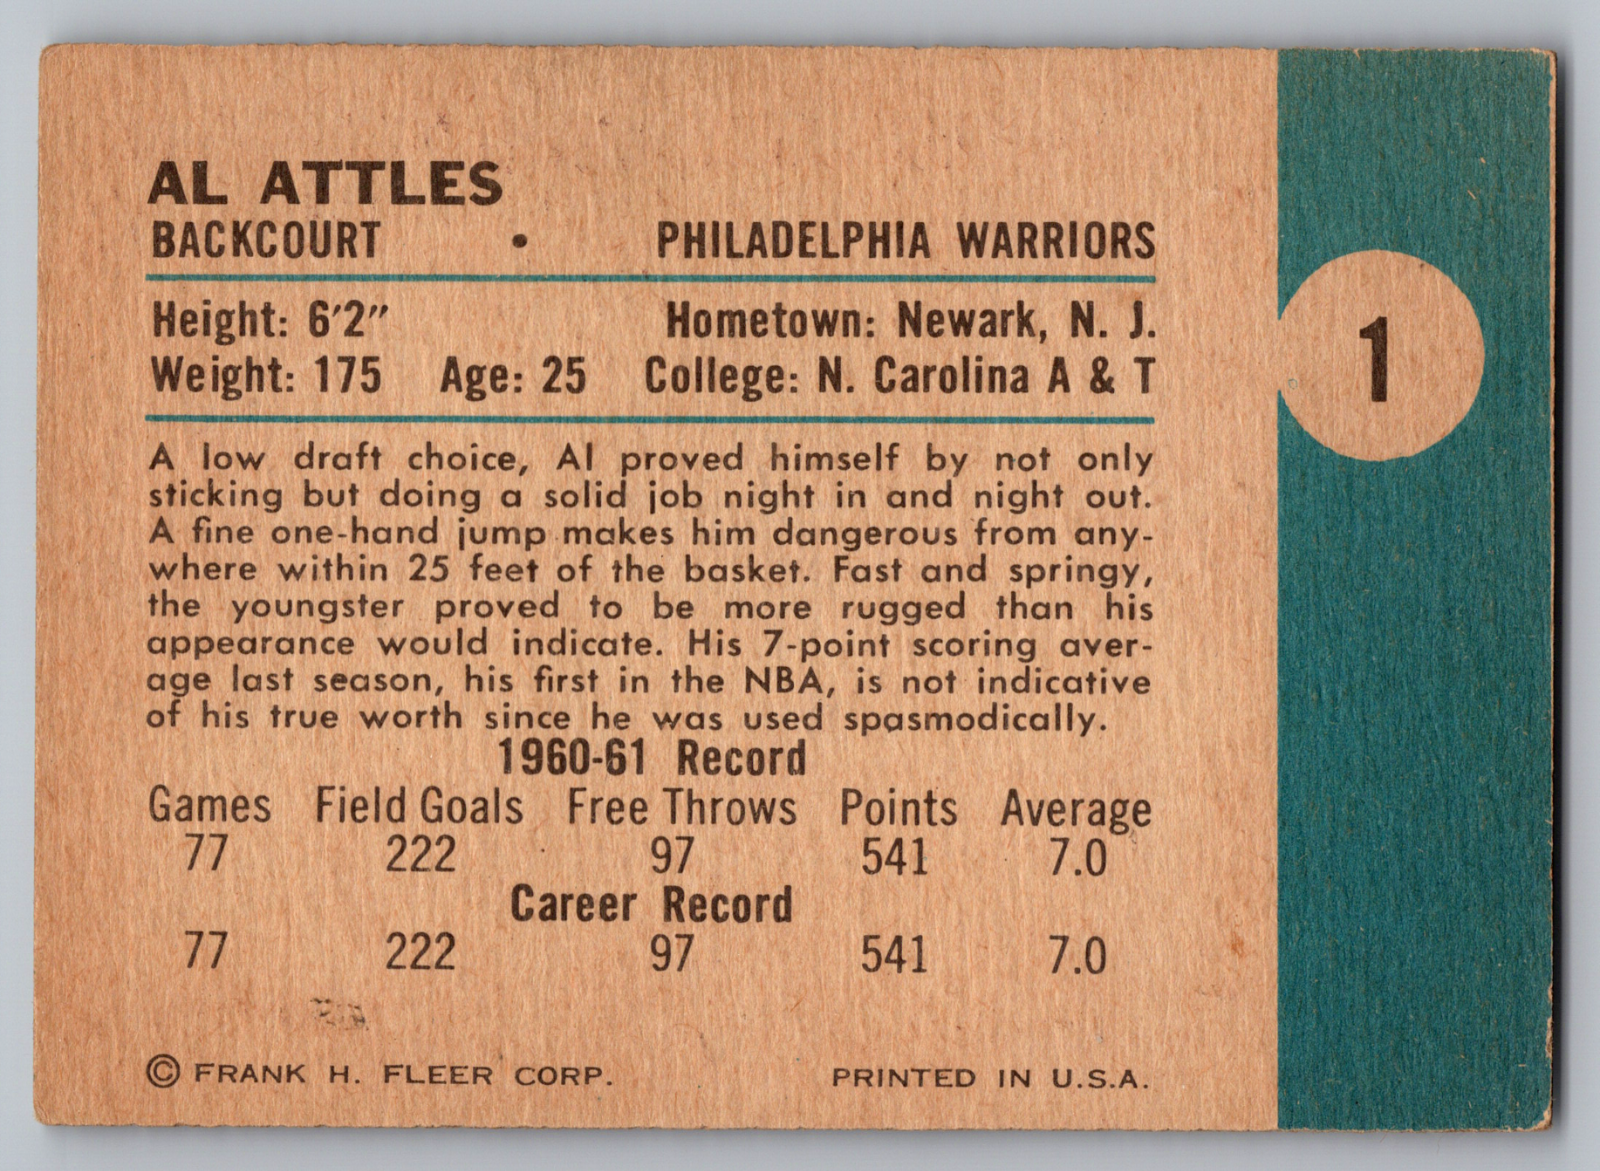 AL ATTLES
BACKCOURT • PHILADELPHIA WARRIORS
Height: 6'2" Hometown: Newark, N. J.
Weight: 175 Age: 25 College: N. Carolina A & T
1
A low draft choice, Al proved himself by not only
sticking but doing a solid job night in and night out.
A fine one-hand jump makes him dangerous from any-
where within 25 feet of the basket. Fast and springy,
the youngster proved to be more rugged than his
appearance would indicate. His 7-point scoring aver-
age last season, his first in the NBA, is not indicative
of his true worth since he was used spasmodically.
1960-61 Record
Games Field Goals Free Throws Points Average
77 222 97 541 7.0
Career Record
77 222 97 541 7.0
© FRANK H. FLEER CORP. PRINTED IN U.S.A.